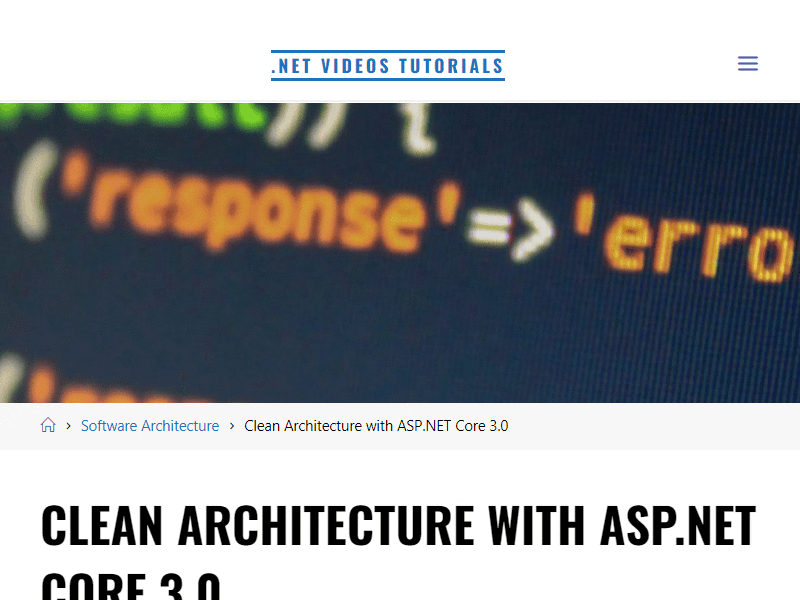 .NET VIDEOS TUTORIALS
)) {
('response'=> 'erro
Software Architecture > Clean Architecture with ASP.NET Core 3.0
CLEAN ARCHITECTURE WITH ASP.NET
CORE 3.0